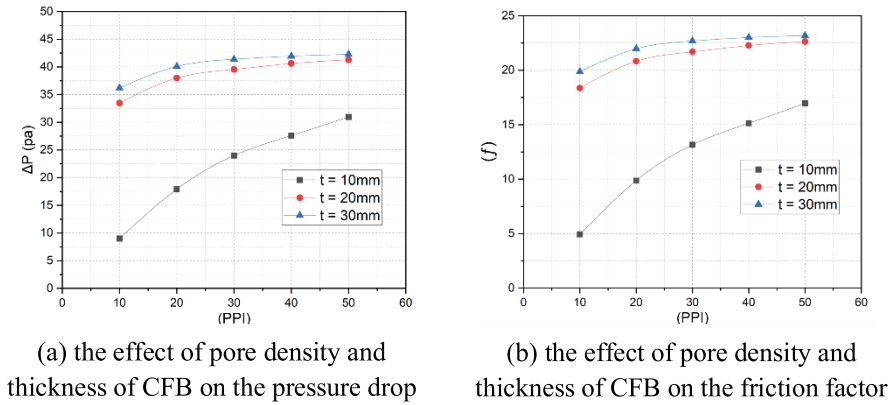 50
45
40
35
30
25
20
15
10
5
0
ΔP (pa)
t = 10mm
t = 20mm
t = 30mm
0 10 20 30 40 50 60
(PPI)
(a) the effect of pore density and
thickness of CFB on the pressure drop
25
20
15
10
5
0
(f)
t = 10mm
t = 20mm
t = 30mm
0 10 20 30 40 50 60
(PPI)
(b) the effect of pore density and
thickness of CFB on the friction factor